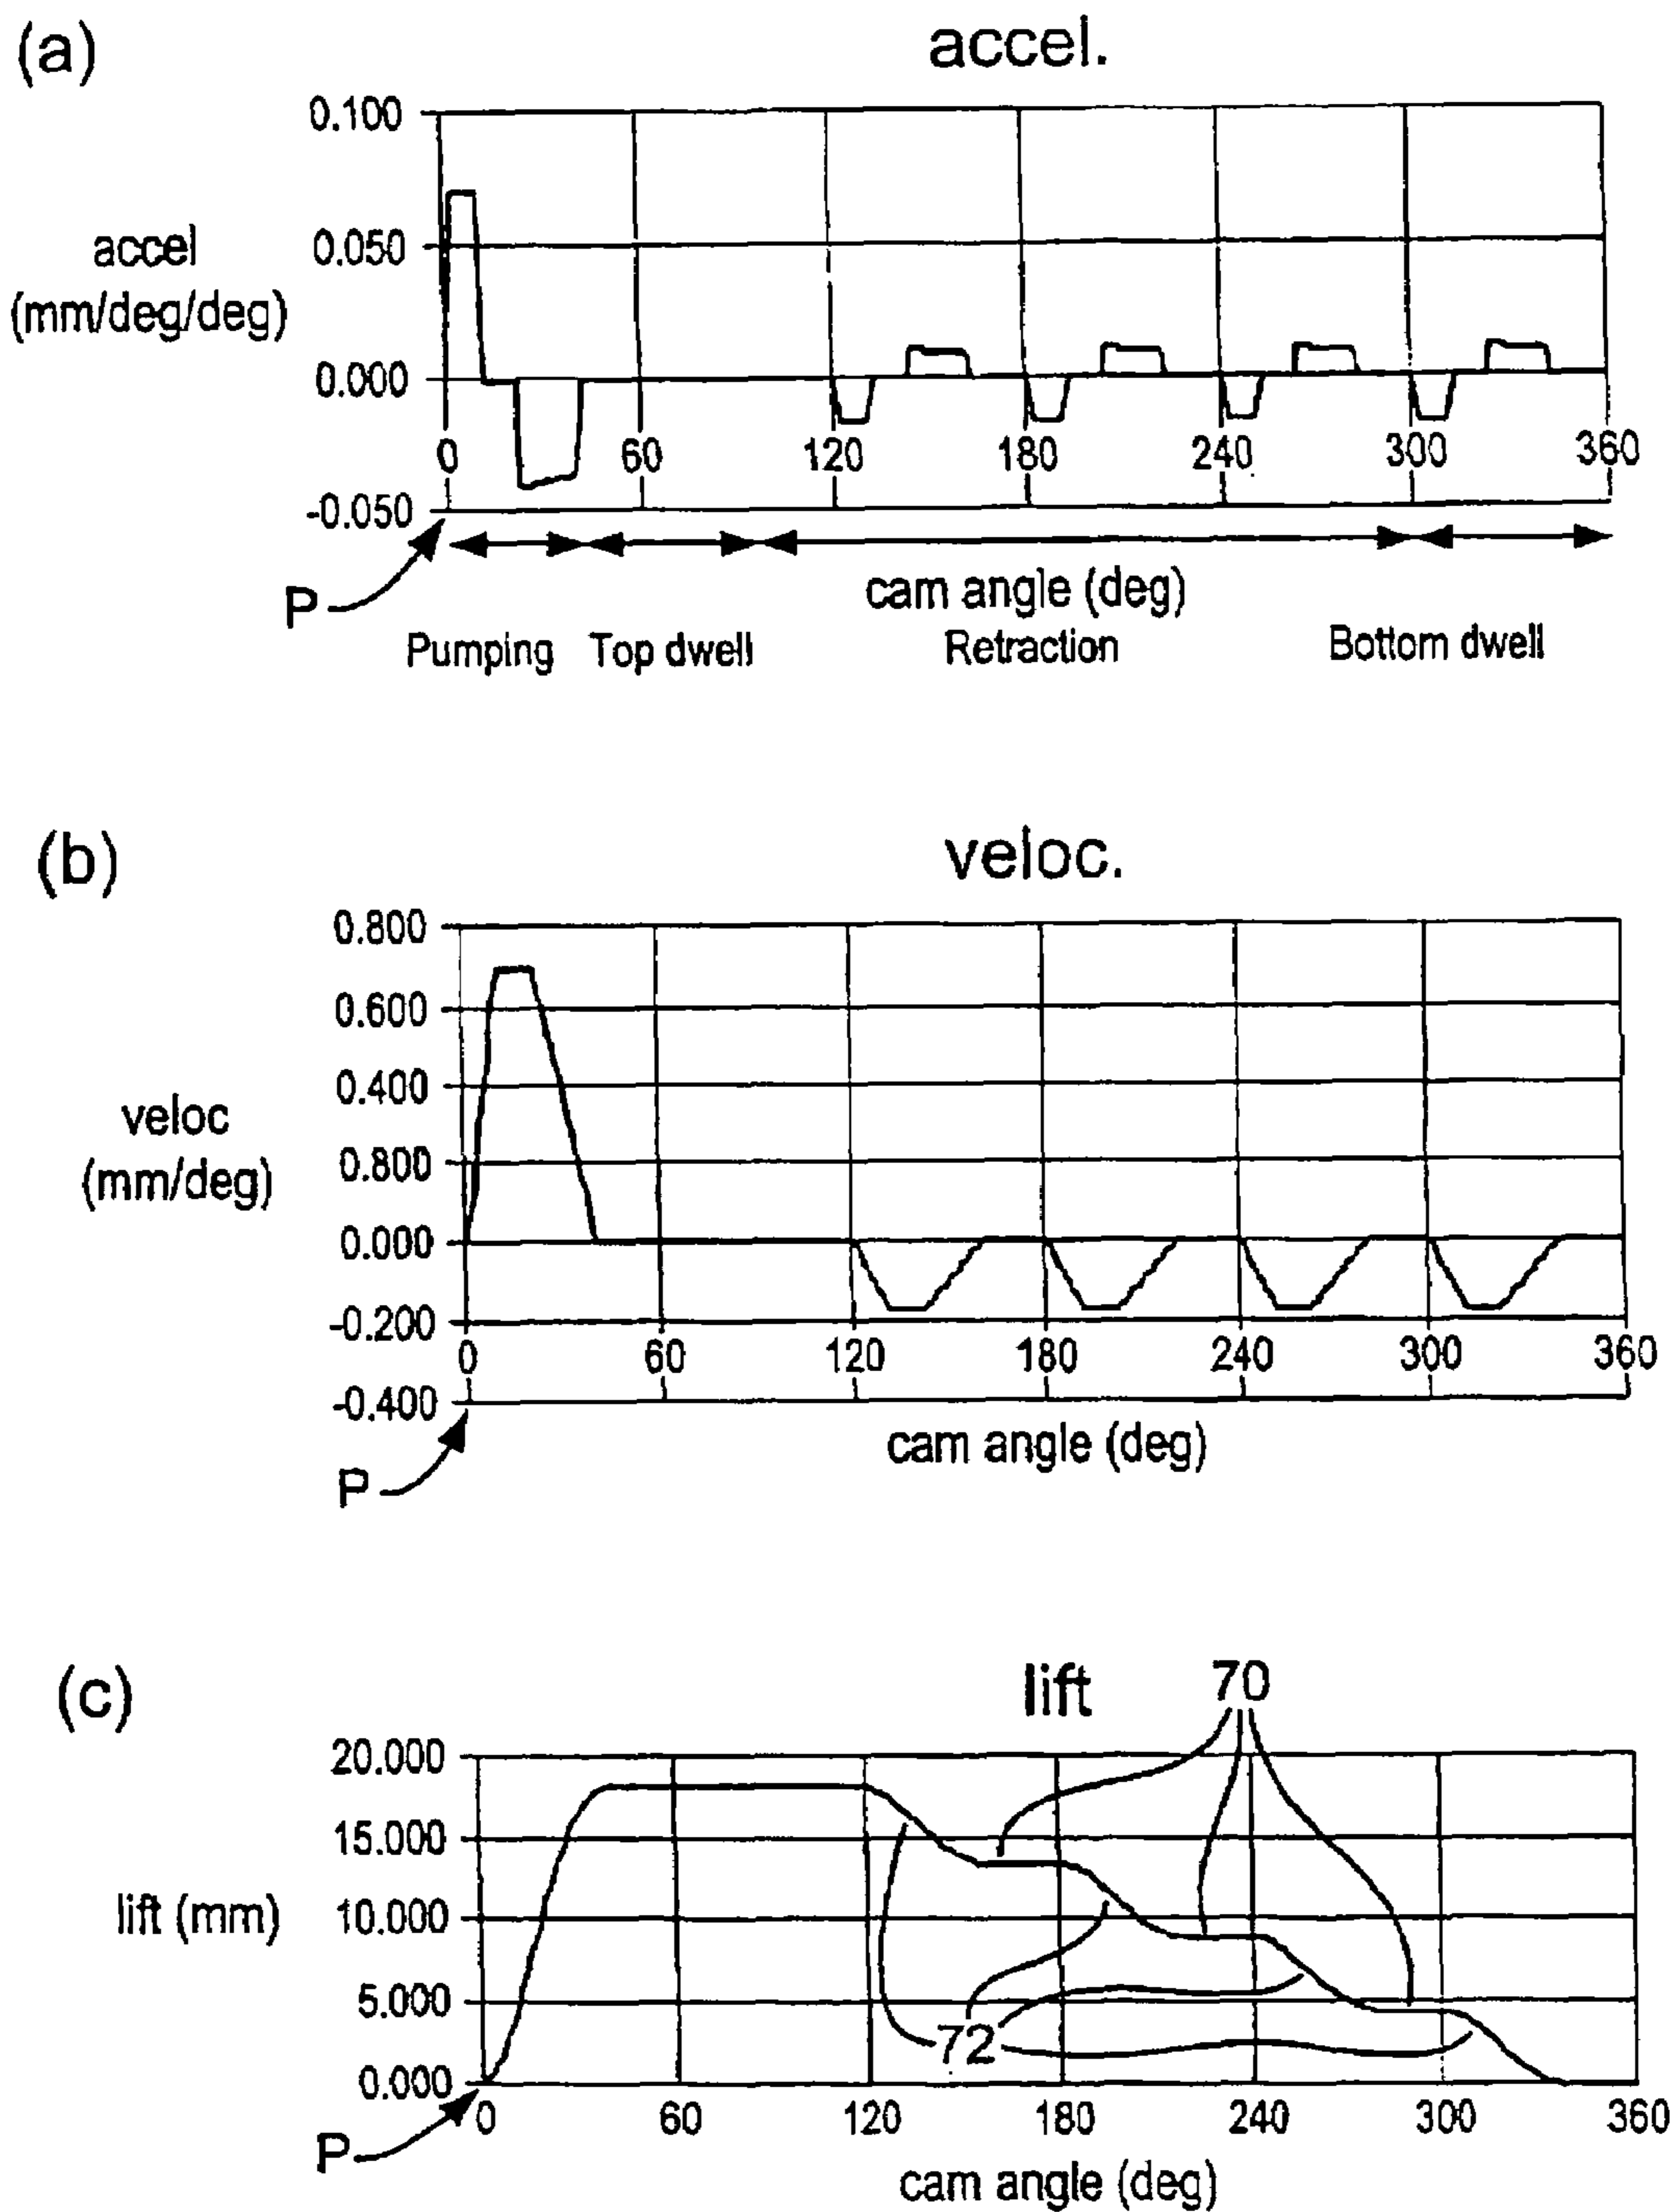 (a)
accel.
accel
(mm/deg/deg)
0.100
0.050
0.000
-0.050
0 60 120 180 240 300 360
P
cam angle (deg)
Pumping Top dwell Retraction Bottom dwell
(b)
veloc.
veloc
(mm/deg)
0.800
0.600
0.400
0.800
0.000
-0.200
-0.400
0 60 120 180 240 300 360
P
cam angle (deg)
(c)
lift
70
lift (mm)
20.000
15.000
10.000
5.000
0.000
72
0 60 120 180 240 300 360
P
cam angle (deg)